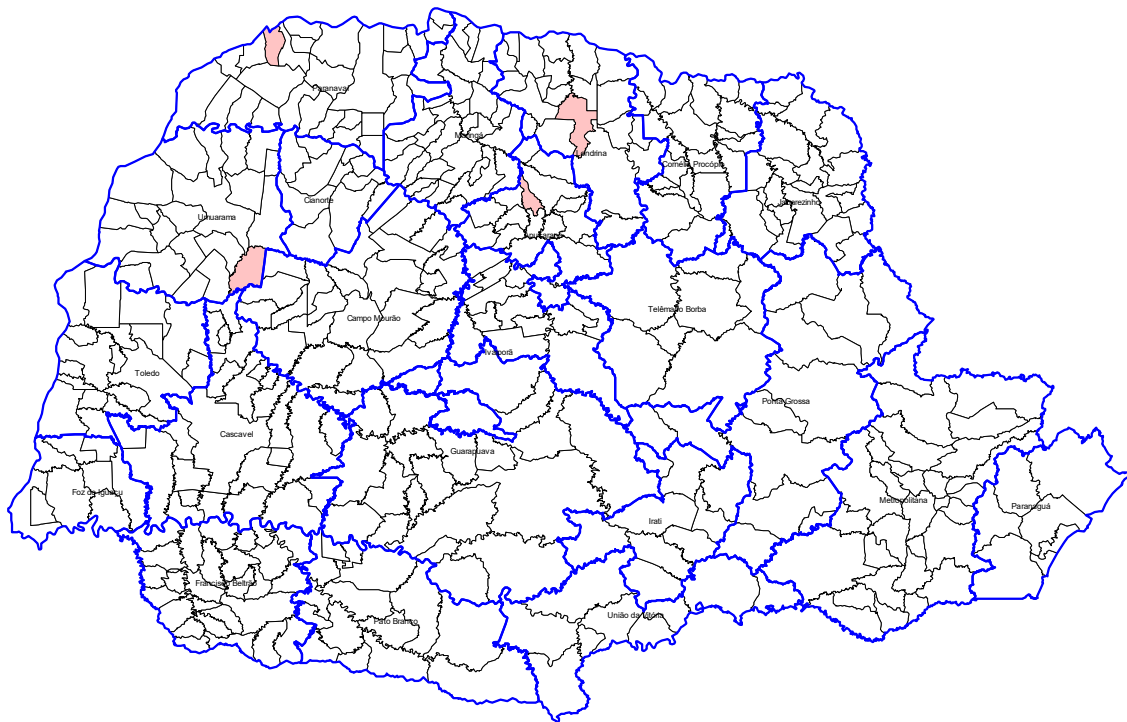 Paranavaí
Maringá
Londrina
Cornélio Procópio
Jacarezinho
Cianorte
Umuarama
Apucarana
Telêmaco Borba
Campo Mourão
Ivaiporã
Toledo
Ponta Grossa
Cascavel
Guarapuava
Foz do Iguaçu
Metropolitana
Paranaguá
Irati
Francisco Beltrão
União da Vitória
Pato Branco